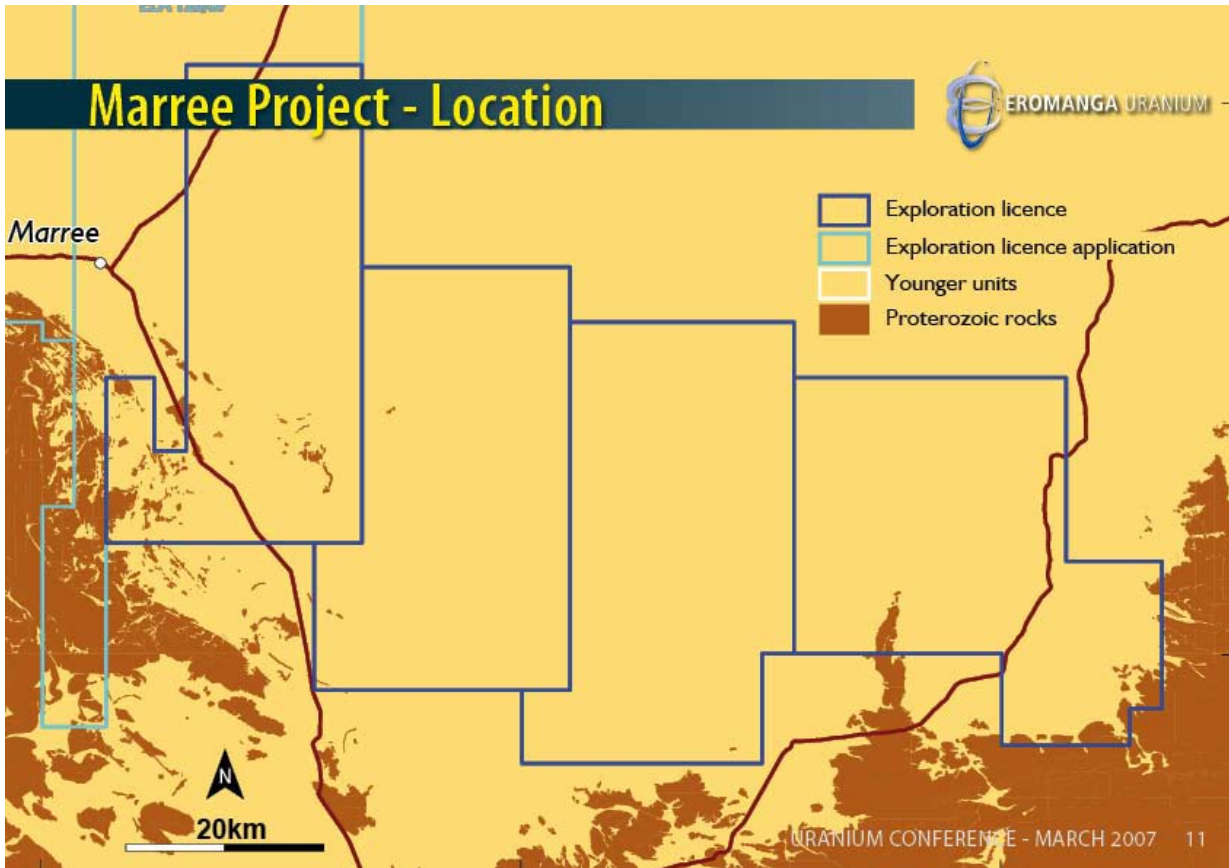 Marree Project - Location
EROMANGA URANIUM
Marree
Exploration licence
Exploration licence application
Younger units
Proterozoic rocks
N
20km
URANIUM CONFERENCE - MARCH 2007 11